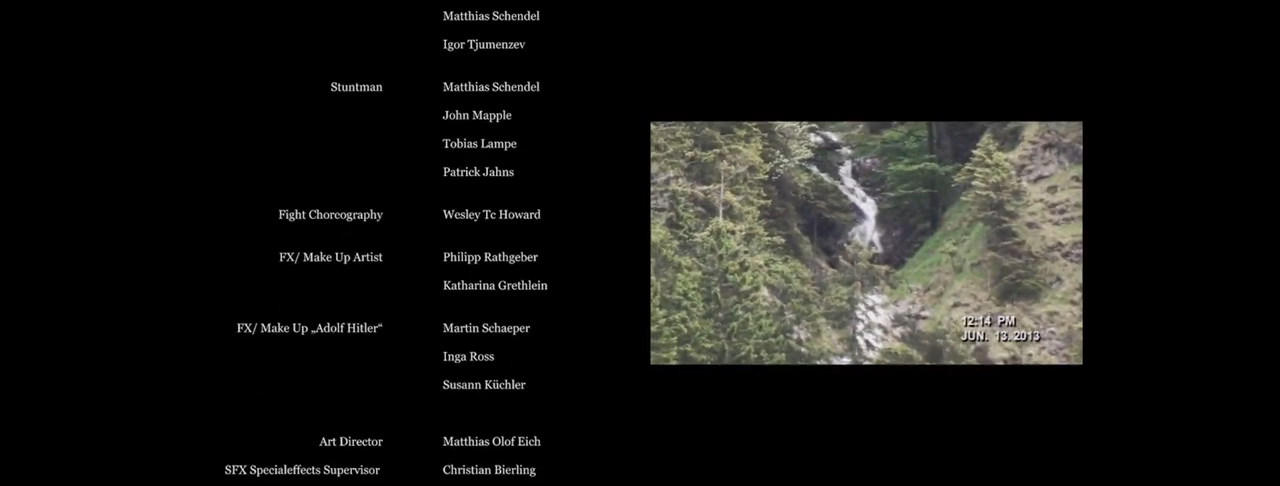 Matthias Schendel
Igor Tjumenzev
Stuntman Matthias Schendel
John Mapple
Tobias Lampe
Patrick Jahns
Fight Choreography Wesley Tc Howard
FX/ Make Up Artist Philipp Rathgeber
Katharina Grethlein
FX/ Make Up „Adolf Hitler“ Martin Schaeper
Inga Ross
Susann Küchler
Art Director Matthias Olof Eich
SFX Specialeffects Supervisor Christian Bierling
12:14 PM
JUN. 13. 2013